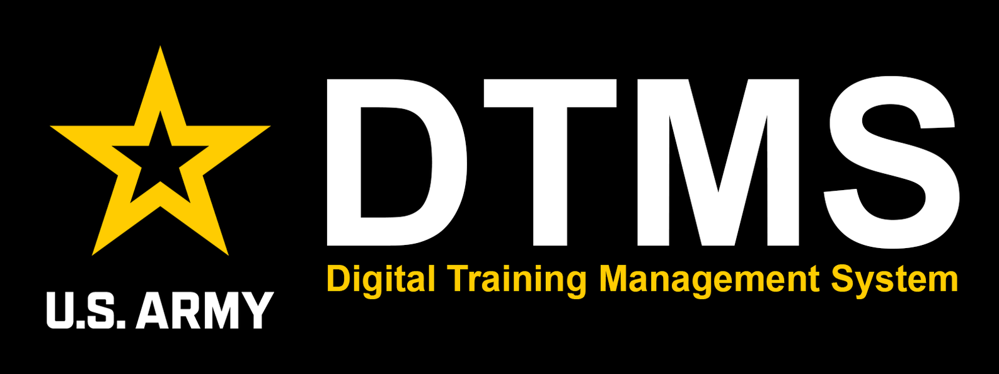 DTMS
Digital Training Management System
U.S. ARMY